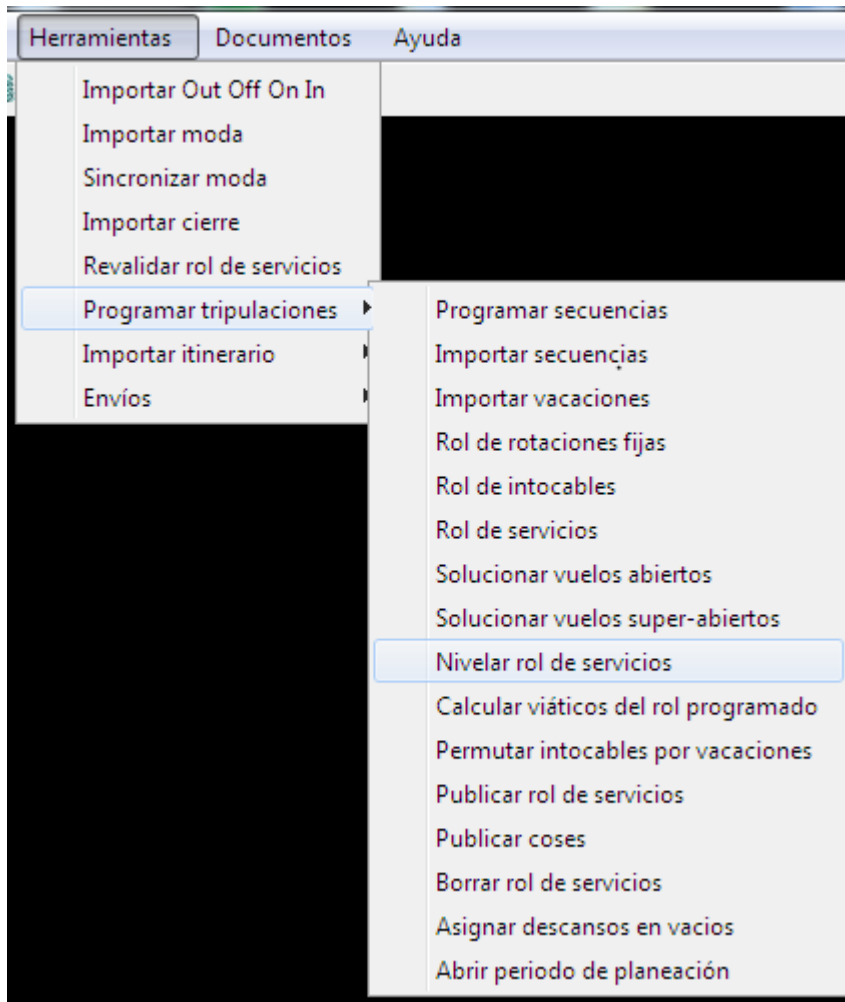 Herramientas Documentos Ayuda
Importar Out Off On In
Importar moda
Sincronizar moda
Importar cierre
Revalidar rol de servicios
Programar tripulaciones
Importar itinerario
Envíos
Programar secuencias
Importar secuencias
Importar vacaciones
Rol de rotaciones fijas
Rol de intocables
Rol de servicios
Solucionar vuelos abiertos
Solucionar vuelos super-abiertos
Nivelar rol de servicios
Calcular viáticos del rol programado
Permutar intocables por vacaciones
Publicar rol de servicios
Publicar coses
Borrar rol de servicios
Asignar descansos en vacios
Abrir periodo de planeación